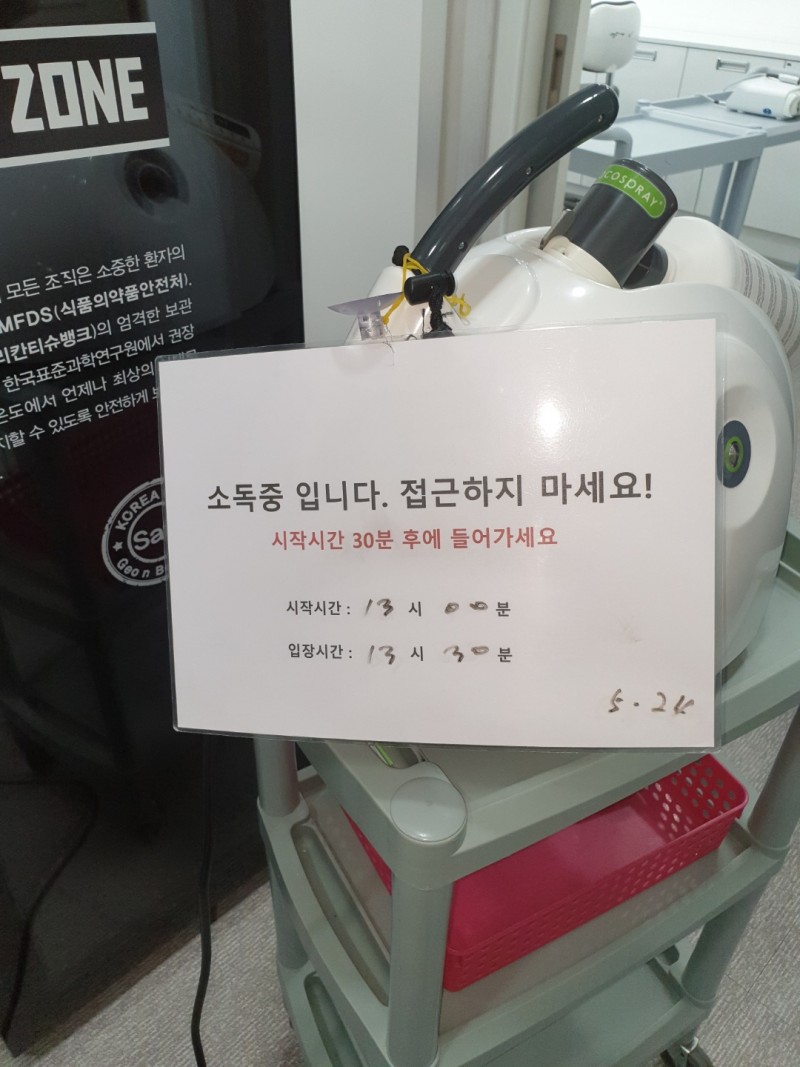 ZONE
모든 조직은 소중한 환자의
MFDS(식품의약품안전처).
리칸티슈뱅크)의 엄격한 보관
한국표준과학연구원에서 권장
온도에서 언제나 최상의
치할 수 있도록 안전하게
KOREA
Sa
Geo n B
COSPRAY
소독중 입니다. 접근하지 마세요!
시작시간 30분 후에 들어가세요
시작시간 : 13 시 00 분
입장시간 : 13 시 30 분
5.24